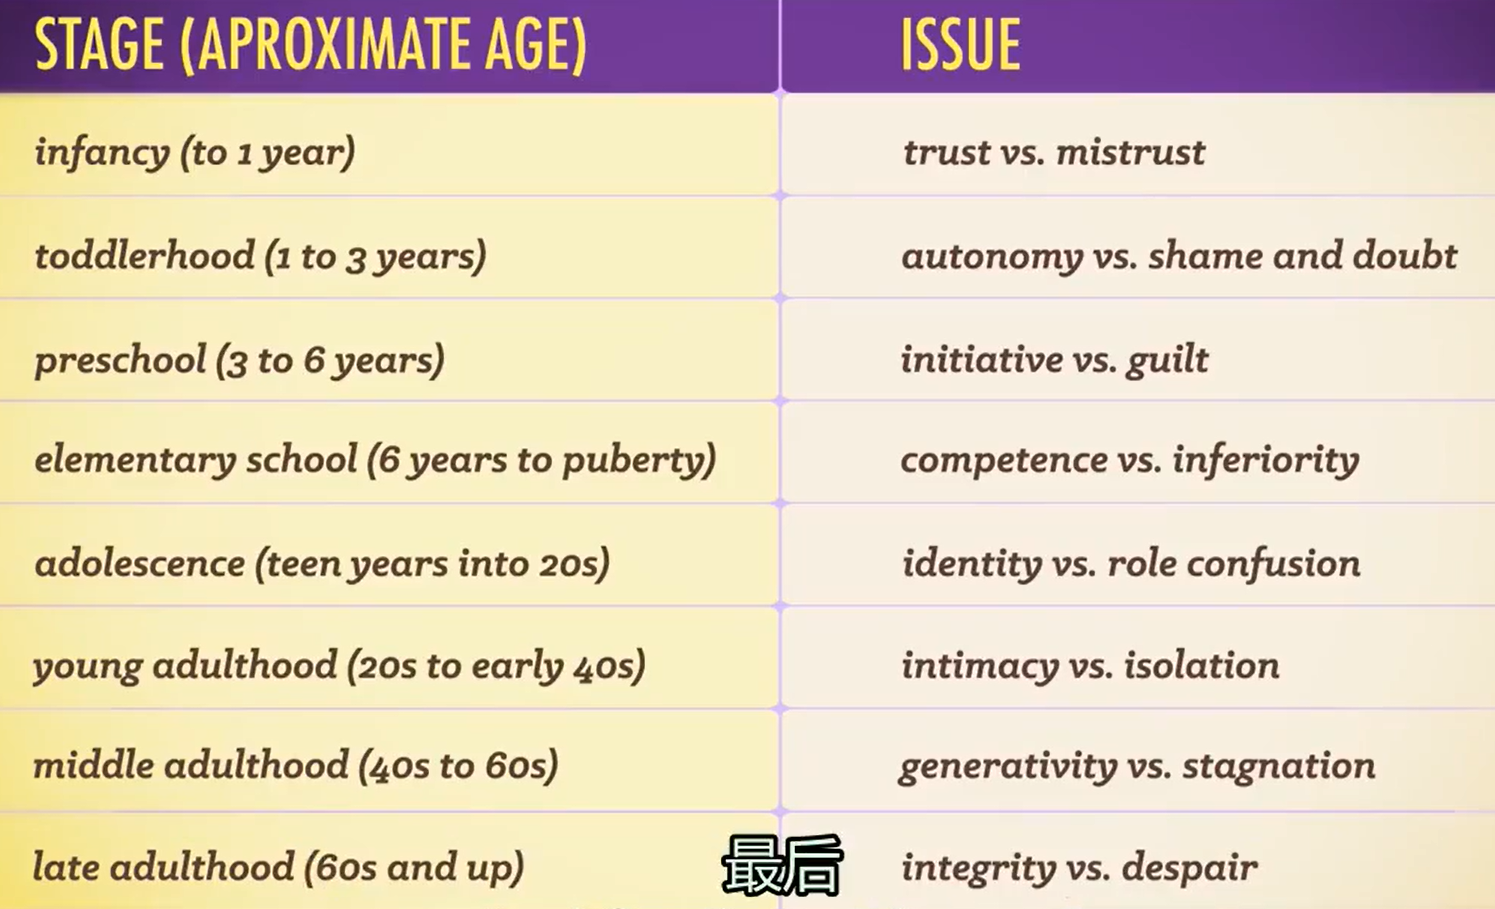 STAGE (APROXIMATE AGE) ISSUE
infancy (to 1 year) trust vs. mistrust
toddlerhood (1 to 3 years) autonomy vs. shame and doubt
preschool (3 to 6 years) initiative vs. guilt
elementary school (6 years to puberty) competence vs. inferiority
adolescence (teen years into 20s) identity vs. role confusion
young adulthood (20s to early 40s) intimacy vs. isolation
middle adulthood (40s to 60s) generativity vs. stagnation
late adulthood (60s and up) integrity vs. despair
最后